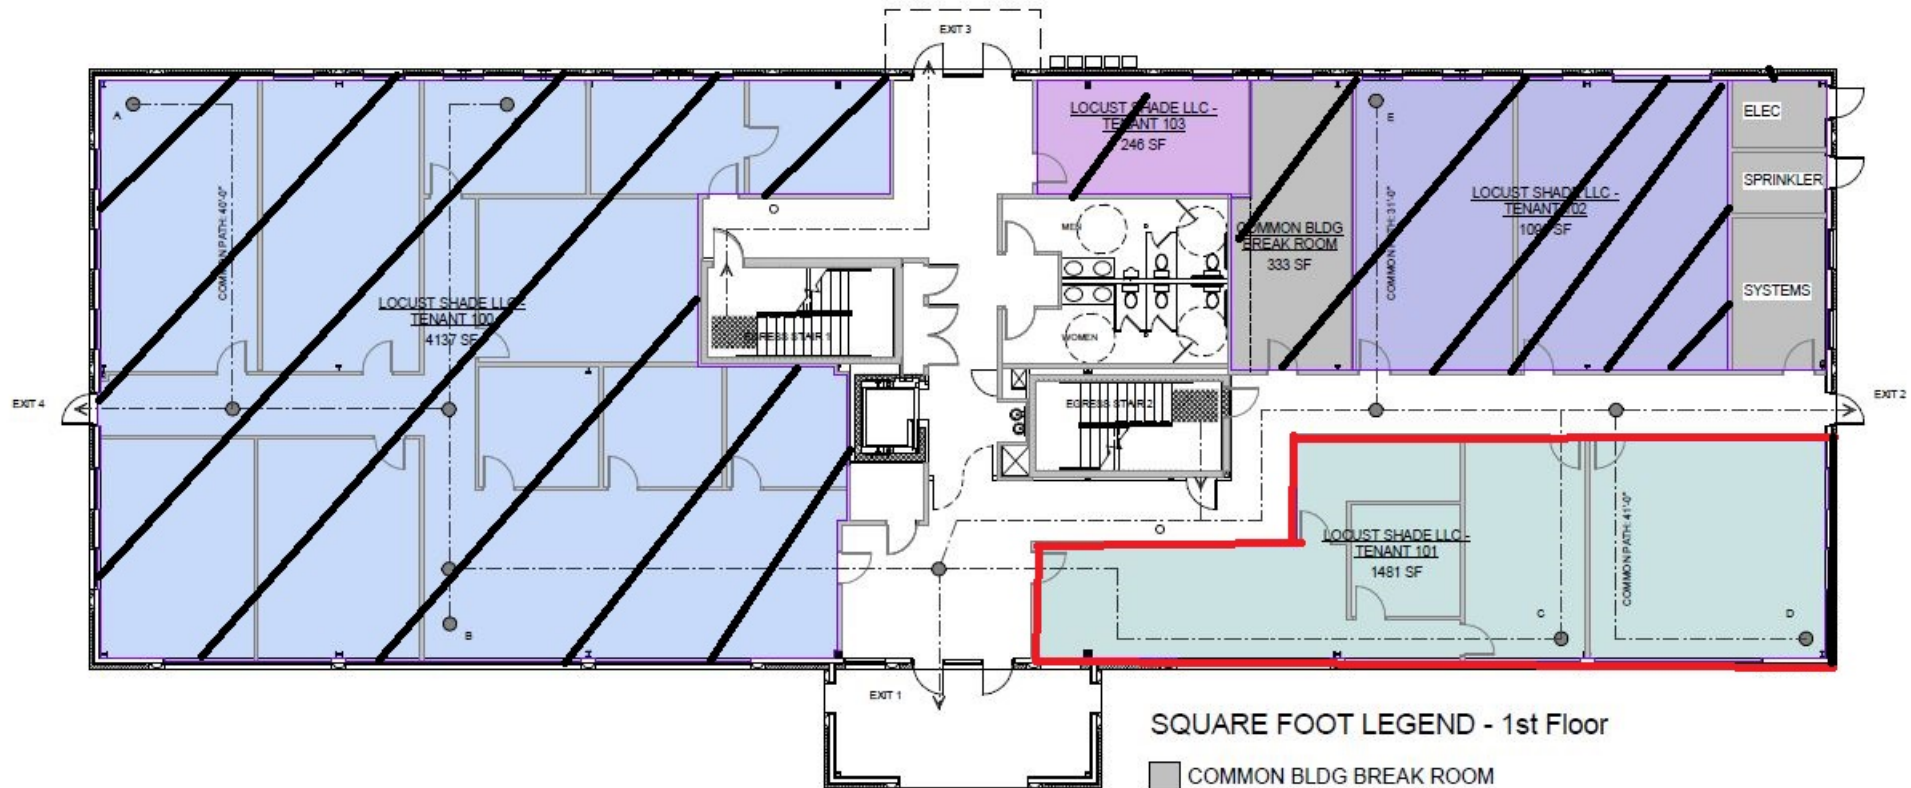 EXIT 3
A
LOCUST SHADE LLC -
TENANT 103
246 SF
E
ELEC
SPRINKLER
SYSTEMS
COMMON PATH: 40'-0"
LOCUST SHADE LLC -
TENANT 100
4137 SF
MEN
WOMEN
COMMON BLDG
BREAK ROOM
333 SF
COMMON PATH: 31'-0"
LOCUST SHADE LLC -
TENANT 102
SF
EGRESS STAIR 1
EXIT 4
EGRESS STAIR 2
EXIT 2
LOCUST SHADE LLC -
TENANT 101
1481 SF
COMMON PATH: 41'-0"
B
C
D
EXIT 1
SQUARE FOOT LEGEND - 1st Floor
COMMON BLDG BREAK ROOM